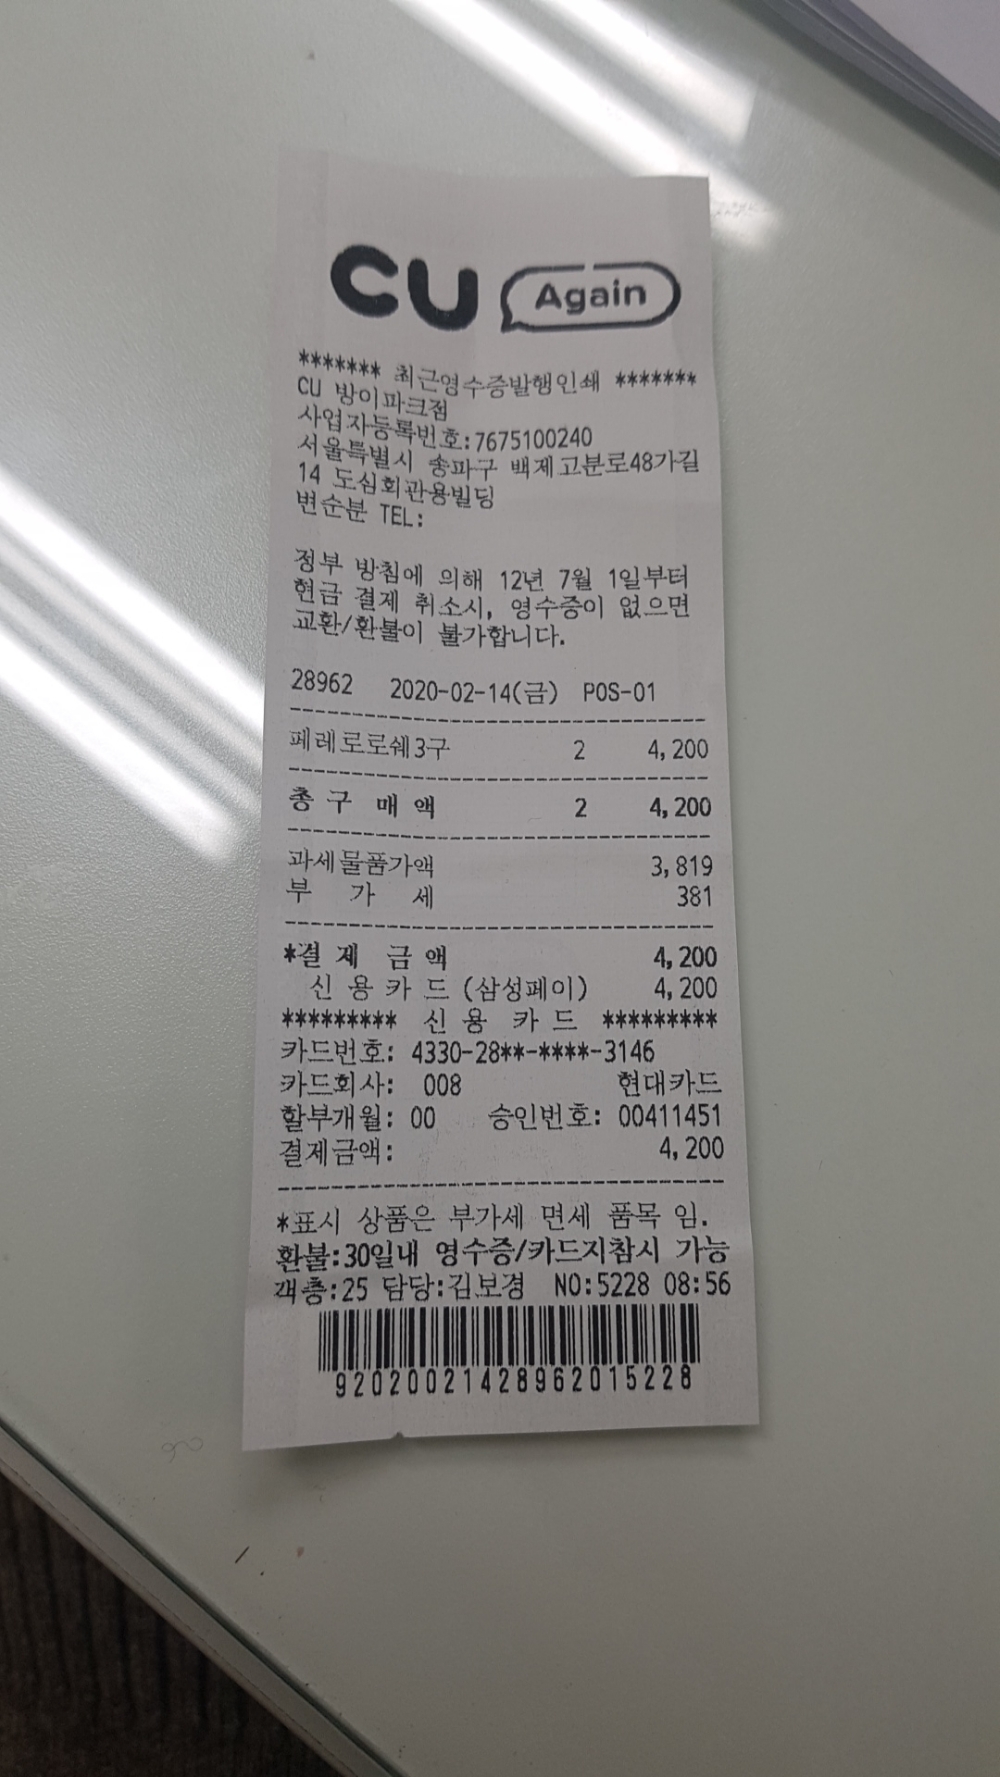 CU Again
******* 최근영수증발행인쇄 *******
CU 방이파크점
사업자등록번호:7675100240
서울특별시 송파구 백제고분로48가길
14 도심회관용빌딩
변순분 TEL:
정부 방침에 의해 12년 7월 1일부터
현금 결제 취소시, 영수증이 없으면
교환/환불이 불가합니다.
28962 2020-02-14(금) POS-01
페레로로쉐3구 2 4,200
총 구 매 액 2 4,200
과세물품가액 3,819
부 가 세 381
*결 제 금 액 4,200
신 용 카 드 (삼성페이) 4,200
********* 신 용 카 드 *********
카드번호: 4330-28**-****-3146
카드회사: 008 현대카드
할부개월: 00 승인번호: 00411451
결제금액: 4,200
*표시 상품은 부가세 면세 품목 임.
환불:30일내 영수증/카드지참시 가능
객층:25 담당:김보경 NO:5228 08:56
92020021428962015228